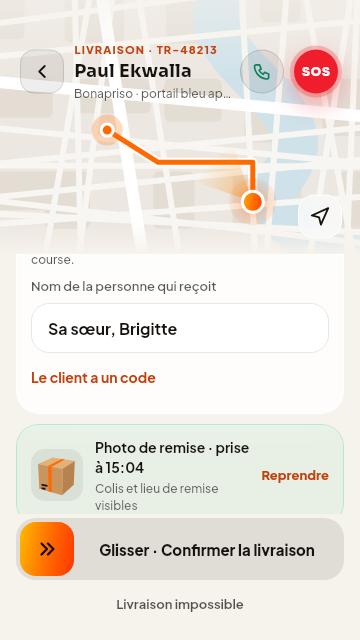 LIVRAISON · TR-48213
Paul Ekwalla
Bonapriso · portail bleu ap…
SOS
course.
Nom de la personne qui reçoit
Sa sœur, Brigitte
Le client a un code
Photo de remise · prise
à 15:04
Colis et lieu de remise
visibles
Reprendre
Glisser · Confirmer la livraison
Livraison impossible